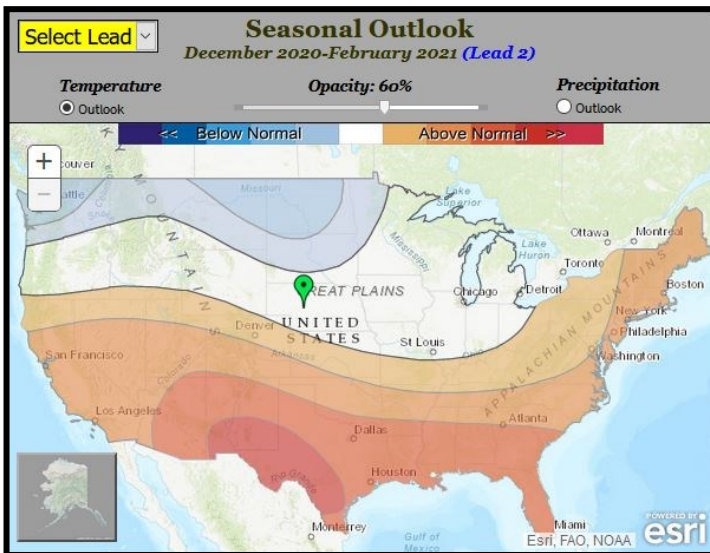 Select Lead
Seasonal Outlook
December 2020-February 2021 (Lead 2)
Temperature
Opacity: 60%
Precipitation
Outlook
Outlook
<< Below Normal
Above Normal >>
+
−
Missouri
Lake
Superior
Mississippi
Ottawa
Montreal
Lake
Huron
Toronto
GREAT PLAINS
Chicago
Detroit
Boston
New York
Philadelphia
Washington
APPALACHIAN MOUNTAINS
Denver
UNITED
STATES
St Louis
San Francisco
Colorado
Arkansas
Los Angeles
Atlanta
Dallas
Rio Grande
Houston
Monterrey
Miami
Gulf of
Mexico
POWERED BY
esri
Esri, FAO, NOAA